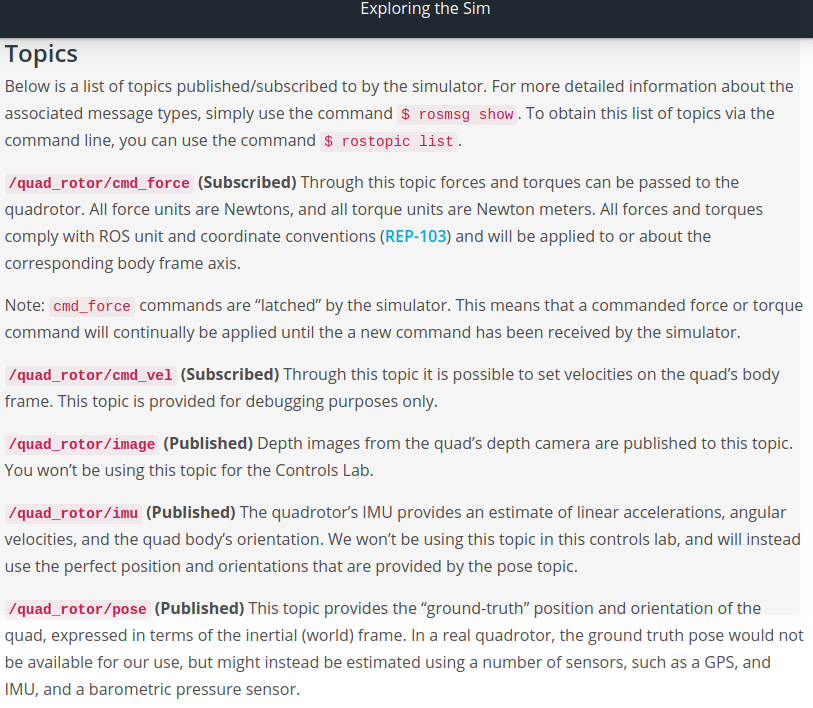 Exploring the Sim
Topics
Below is a list of topics published/subscribed to by the simulator. For more detailed information about the
associated message types, simply use the command $ rosmsg show. To obtain this list of topics via the
command line, you can use the command $ rostopic list.
/quad_rotor/cmd_force (Subscribed) Through this topic forces and torques can be passed to the
quadrotor. All force units are Newtons, and all torque units are Newton meters. All forces and torques
comply with ROS unit and coordinate conventions (REP-103) and will be applied to or about the
corresponding body frame axis.
Note: cmd_force commands are “latched” by the simulator. This means that a commanded force or torque
command will continually be applied until the a new command has been received by the simulator.
/quad_rotor/cmd_vel (Subscribed) Through this topic it is possible to set velocities on the quad’s body
frame. This topic is provided for debugging purposes only.
/quad_rotor/image (Published) Depth images from the quad’s depth camera are published to this topic.
You won’t be using this topic for the Controls Lab.
/quad_rotor/imu (Published) The quadrotor’s IMU provides an estimate of linear accelerations, angular
velocities, and the quad body’s orientation. We won’t be using this topic in this controls lab, and will instead
use the perfect position and orientations that are provided by the pose topic.
/quad_rotor/pose (Published) This topic provides the “ground-truth” position and orientation of the
quad, expressed in terms of the inertial (world) frame. In a real quadrotor, the ground truth pose would not
be available for our use, but might instead be estimated using a number of sensors, such as a GPS, and
IMU, and a barometric pressure sensor.